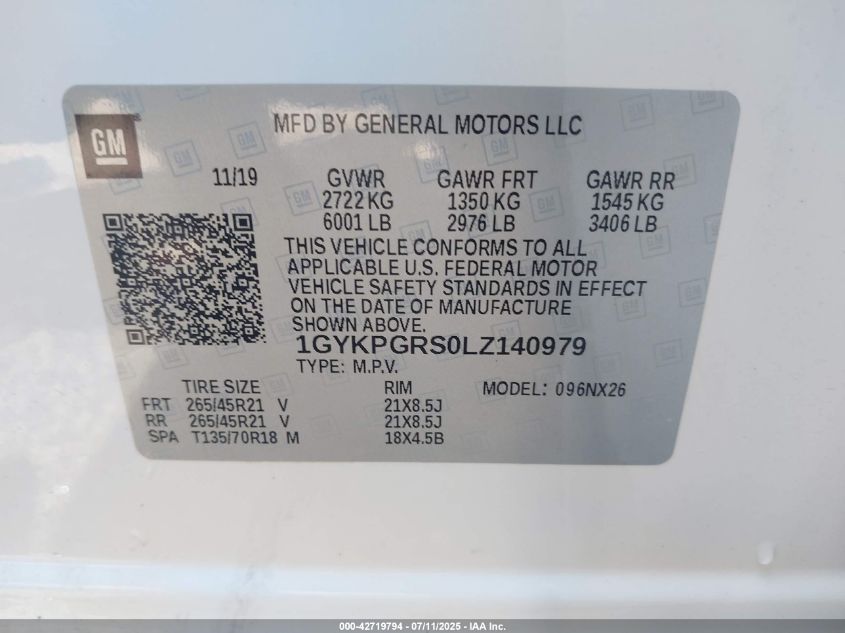 GM
MFD BY GENERAL MOTORS LLC
11/19 GVWR GAWR FRT GAWR RR
2722 KG 1350 KG 1545 KG
6001 LB 2976 LB 3406 LB
THIS VEHICLE CONFORMS TO ALL
APPLICABLE U.S. FEDERAL MOTOR
VEHICLE SAFETY STANDARDS IN EFFECT
ON THE DATE OF MANUFACTURE
SHOWN ABOVE.
1GYKPGRS0LZ140979
TYPE: M.P.V.
TIRE SIZE RIM MODEL: 096NX26
FRT 265/45R21 V 21X8.5J
RR 265/45R21 V 21X8.5J
SPA T135/70R18 M 18X4.5B
000-42719794 - 07/11/2025 - IAA Inc.